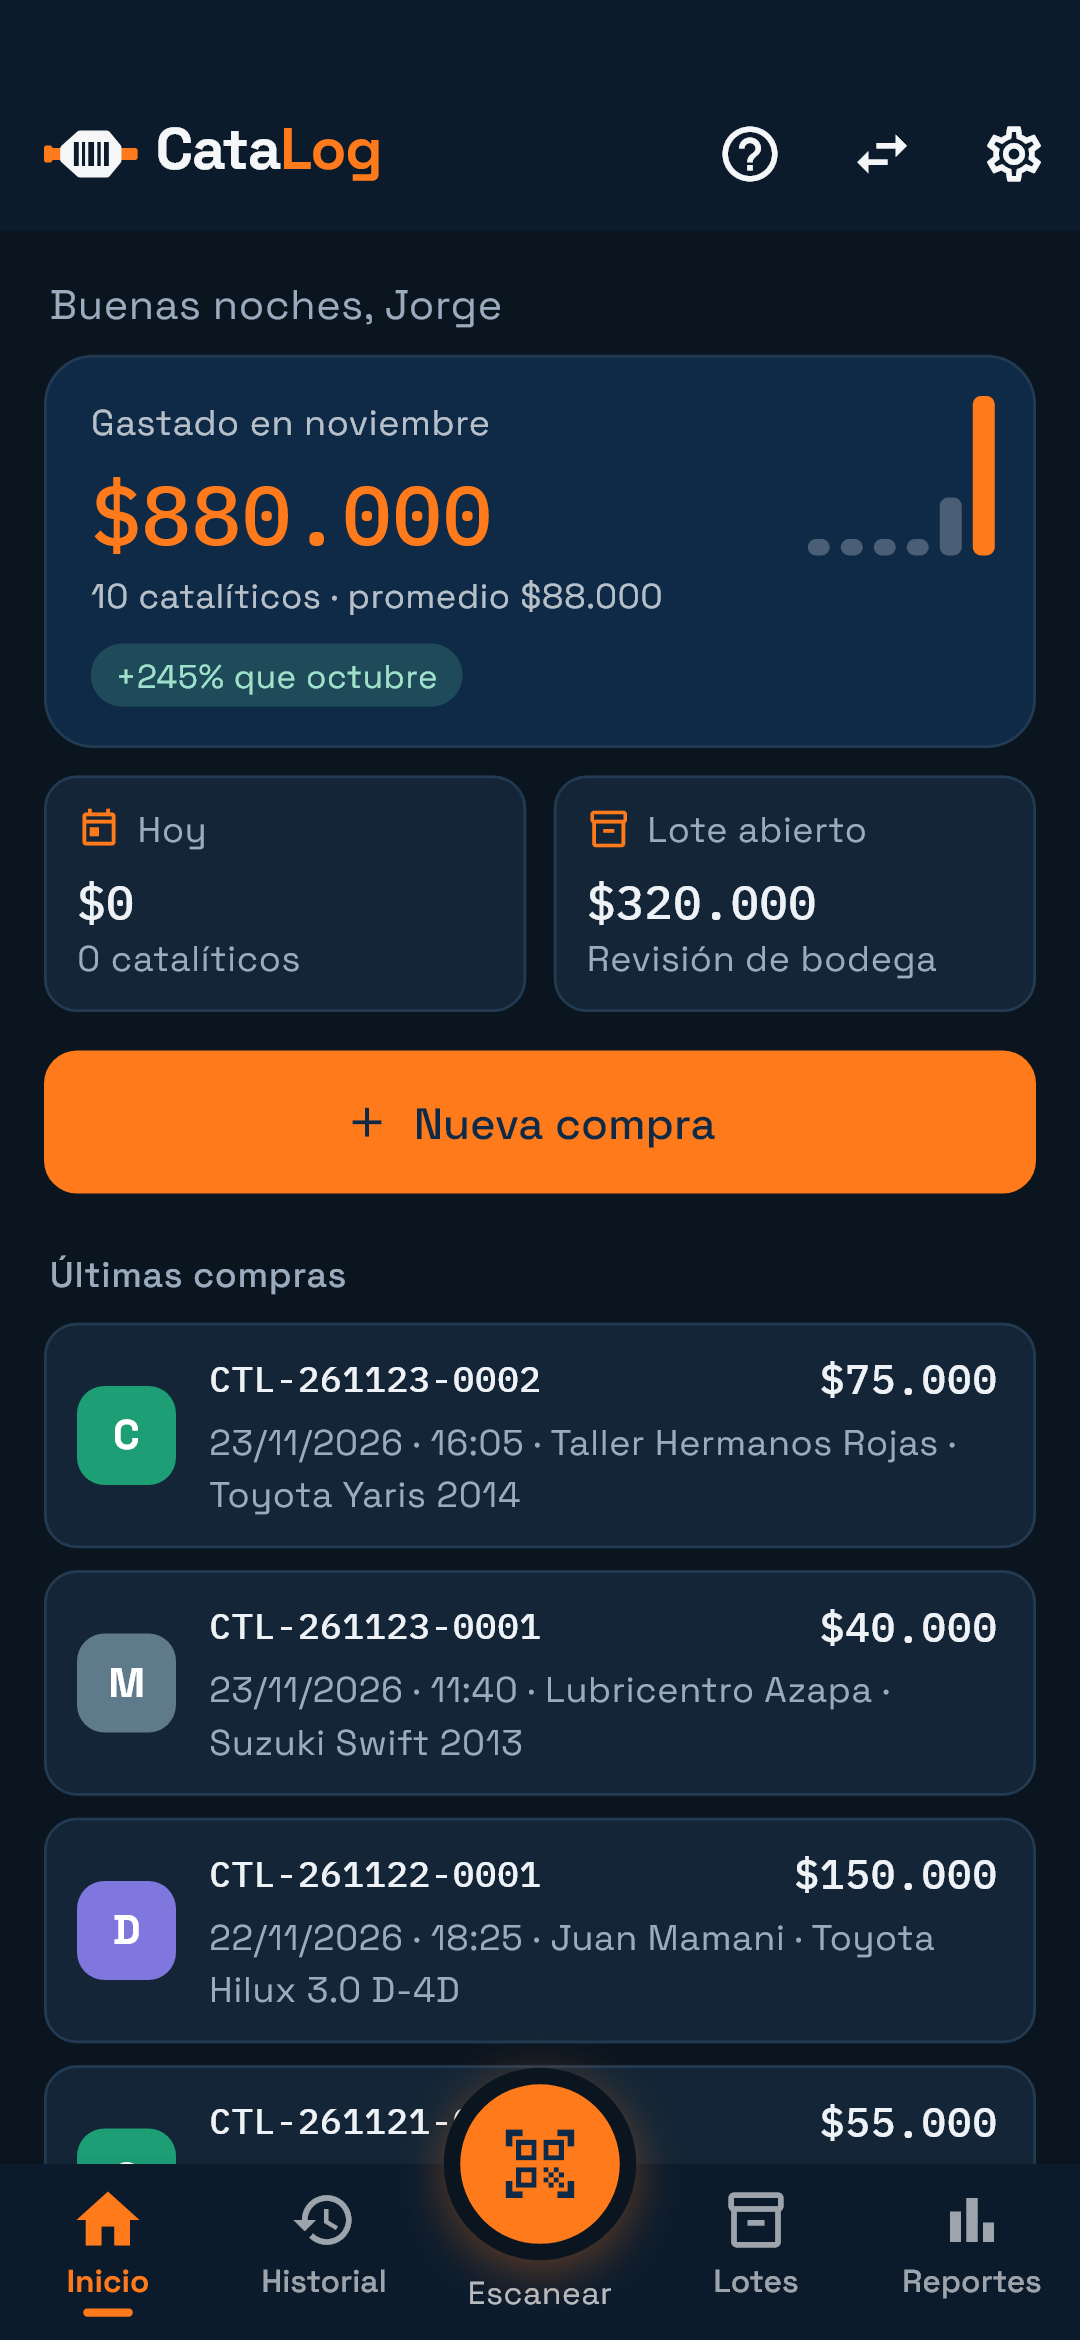 CataLog
Buenas noches, Jorge
Gastado en noviembre
$880.000
10 catalíticos · promedio $88.000
+245% que octubre
Hoy
$0
0 catalíticos
Lote abierto
$320.000
Revisión de bodega
+ Nueva compra
Últimas compras
C
CTL-261123-0002
$75.000
23/11/2026 · 16:05 · Taller Hermanos Rojas ·
Toyota Yaris 2014
M
CTL-261123-0001
$40.000
23/11/2026 · 11:40 · Lubricentro Azapa ·
Suzuki Swift 2013
D
CTL-261122-0001
$150.000
22/11/2026 · 18:25 · Juan Mamani · Toyota
Hilux 3.0 D-4D
CTL-261121-
$55.000
Inicio
Historial
Escanear
Lotes
Reportes